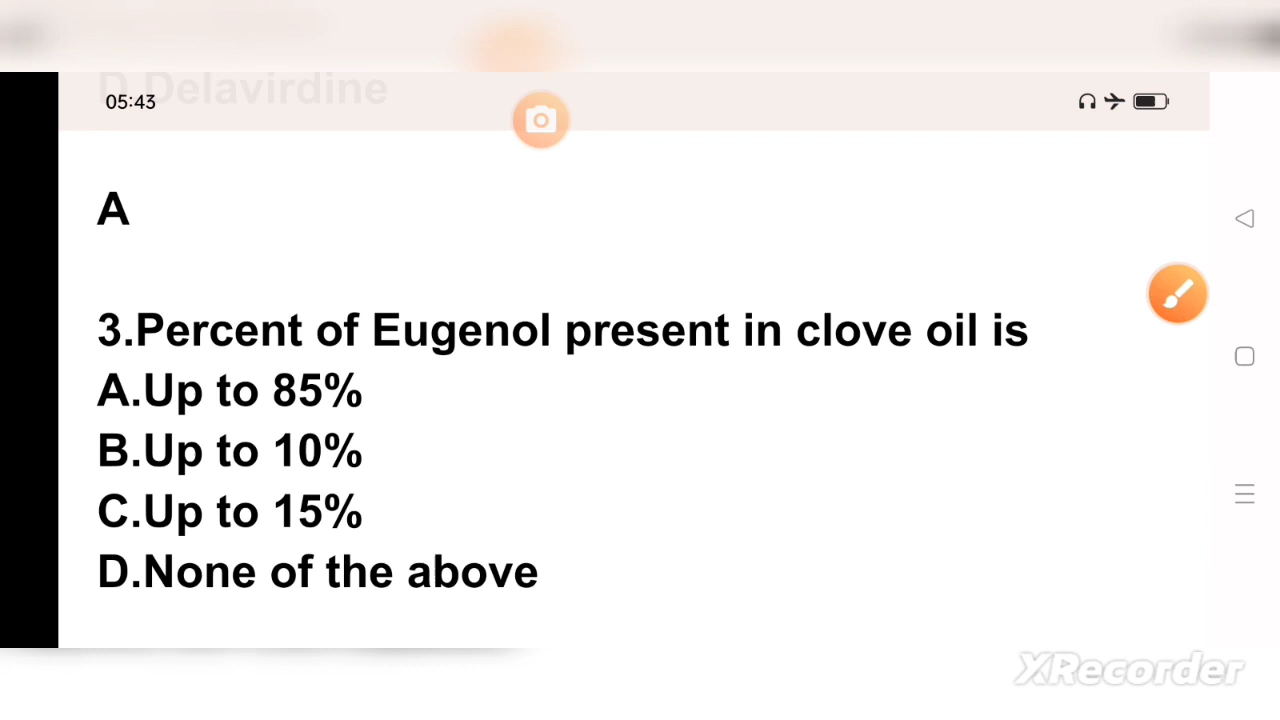 D.Delavirdine
05:43
A
3.Percent of Eugenol present in clove oil is
A.Up to 85%
B.Up to 10%
C.Up to 15%
D.None of the above
XRecorder